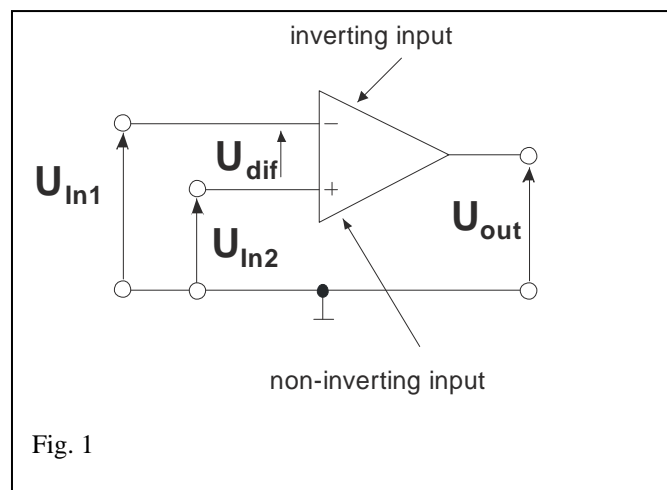 inverting input
−
U_dif
U_In1
+
U_In2
U_out
non-inverting input
Fig. 1